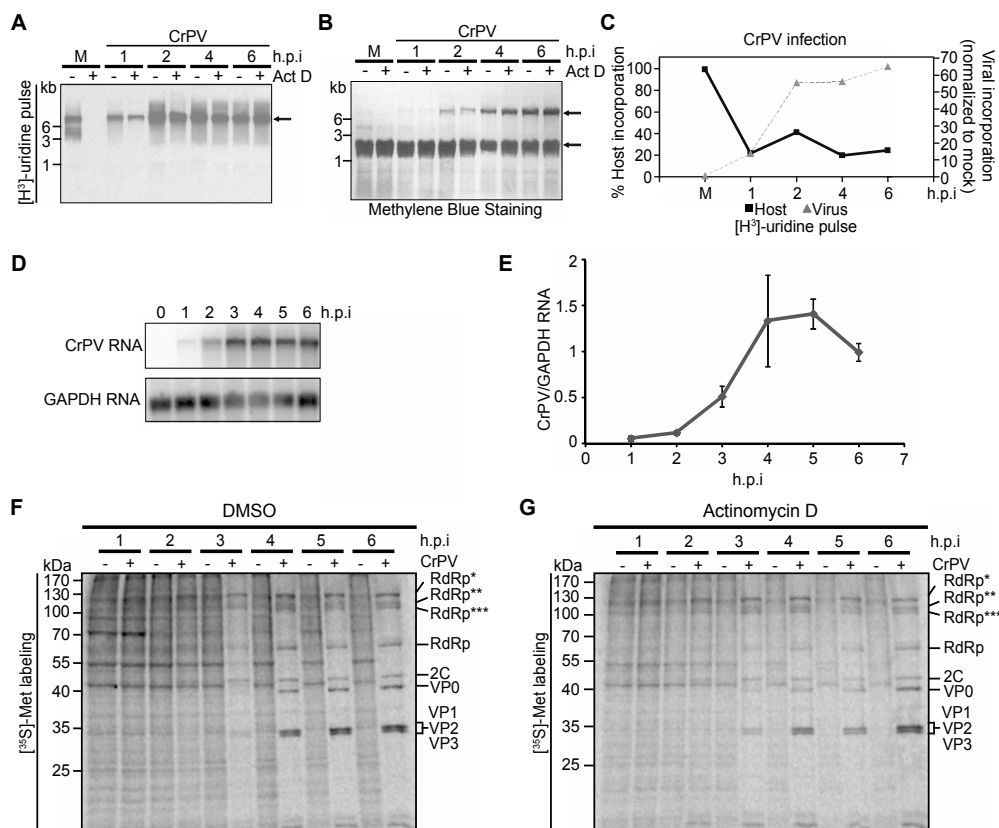 A
CrPV
M 1 2 4 6 h.p.i
- + - + - + - + - + Act D
kb
6
3
1
[H³]-uridine pulse
B
CrPV
M 1 2 4 6 h.p.i
- + - + - + - + - + Act D
kb
6
3
1
Methylene Blue Staining
C
CrPV infection
% Host incorporation
100
80
60
40
20
0
Viral incorporation
(normalized to mock)
70
60
50
40
30
20
10
0
M 1 2 4 6 h.p.i
Host Virus
[H³]-uridine pulse
D
0 1 2 3 4 5 6 h.p.i
CrPV RNA
GAPDH RNA
E
CrPV/GAPDH RNA
2
1.5
1
0.5
0
0 1 2 3 4 5 6 7
h.p.i
F
DMSO
1 2 3 4 5 6 h.p.i
kDa - + - + - + - + - + - + CrPV
170
130
100
70
55
40
35
25
[³⁵S]-Met labeling
RdRp*
RdRp**
RdRp***
RdRp
2C
VP0
VP1
VP2
VP3
G
Actinomycin D
1 2 3 4 5 6 h.p.i
kDa - + - + - + - + - + - + CrPV
170
130
100
70
55
40
35
25
[³⁵S]-Met labeling
RdRp*
RdRp**
RdRp***
RdRp
2C
VP0
VP1
VP2
VP3